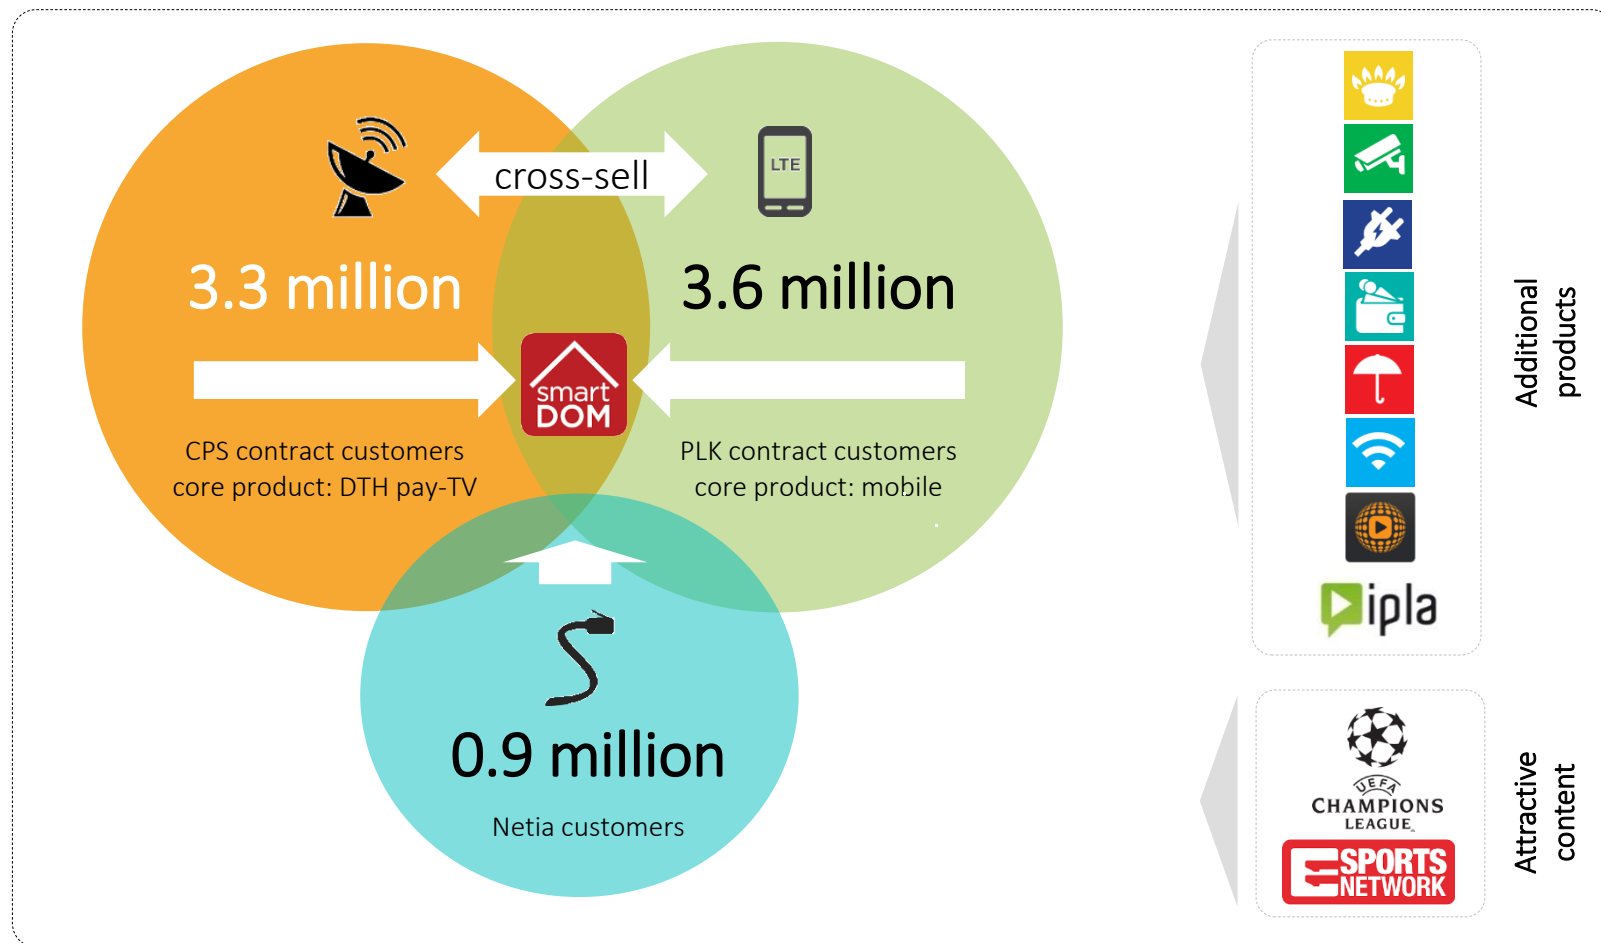 cross-sell
LTE
3.3 million
3.6 million
smart
DOM
CPS contract customers
core product: DTH pay-TV
PLK contract customers
core product: mobile
0.9 million
Netia customers
ipla
Additional
products
UEFA
CHAMPIONS
LEAGUE
11 SPORTS
NETWORK
Attractive
content